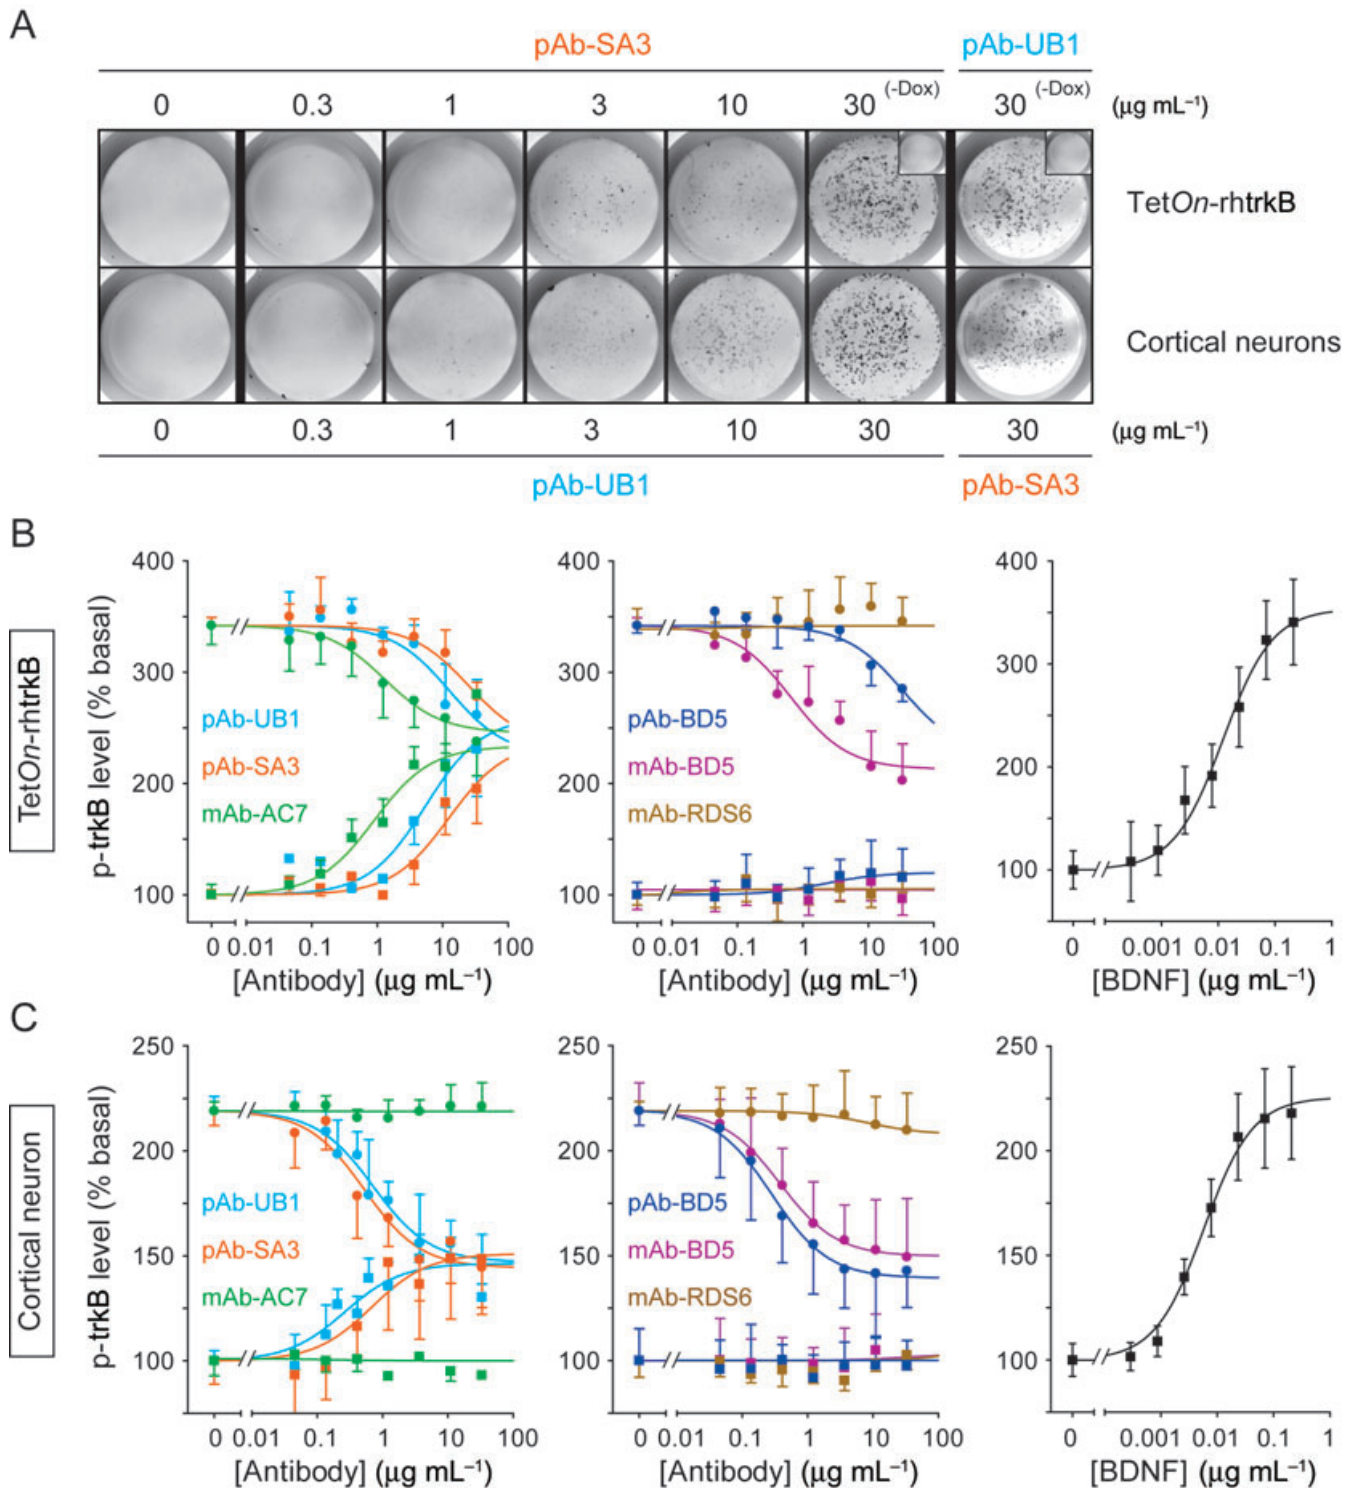 A
pAb-SA3 pAb-UB1
0 0.3 1 3 10 30 (-Dox) 30 (-Dox) (μg mL⁻¹)
TetOn-rhtrkB
Cortical neurons
0 0.3 1 3 10 30 30 (μg mL⁻¹)
pAb-UB1 pAb-SA3
B
TetOn-rhtrkB
p-trkB level (% basal)
400
300
200
100
pAb-UB1
pAb-SA3
mAb-AC7
0 0.01 0.1 1 10 100
[Antibody] (μg mL⁻¹)
400
300
200
100
pAb-BD5
mAb-BD5
mAb-RDS6
0 0.01 0.1 1 10 100
[Antibody] (μg mL⁻¹)
400
300
200
100
0 0.001 0.01 0.1 1
[BDNF] (μg mL⁻¹)
C
Cortical neuron
p-trkB level (% basal)
250
200
150
100
pAb-UB1
pAb-SA3
mAb-AC7
0 0.01 0.1 1 10 100
[Antibody] (μg mL⁻¹)
250
200
150
100
pAb-BD5
mAb-BD5
mAb-RDS6
0 0.01 0.1 1 10 100
[Antibody] (μg mL⁻¹)
250
200
150
100
0 0.001 0.01 0.1 1
[BDNF] (μg mL⁻¹)